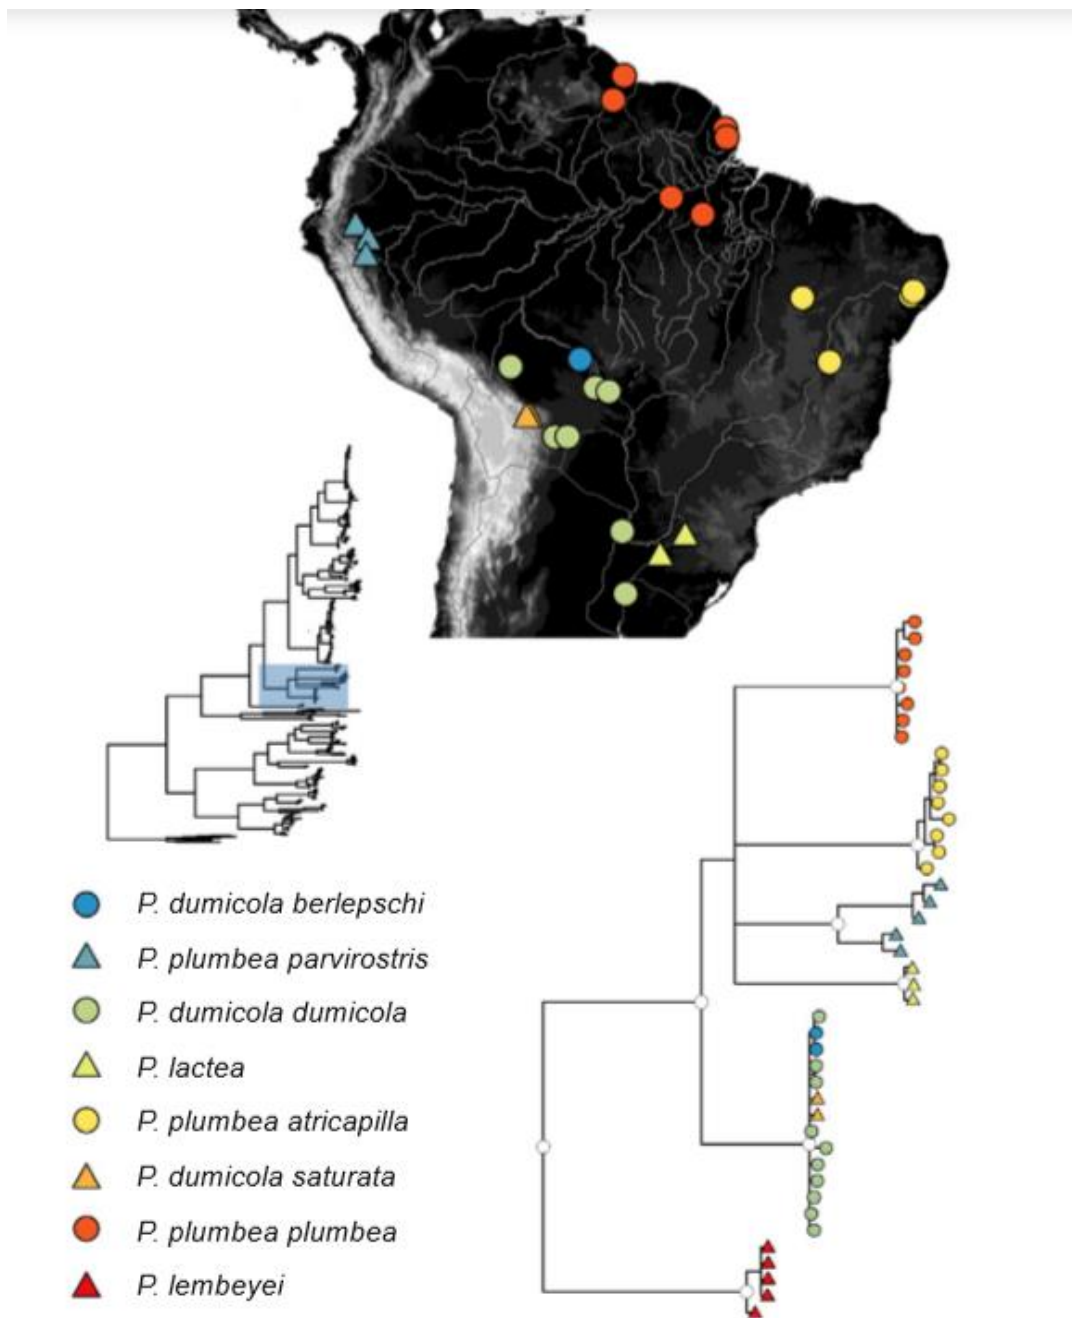 P. dumicola berlepschi
P. plumbea parvirostris
P. dumicola dumicola
P. lactea
P. plumbea atricapilla
P. dumicola saturata
P. plumbea plumbea
P. lembeyei